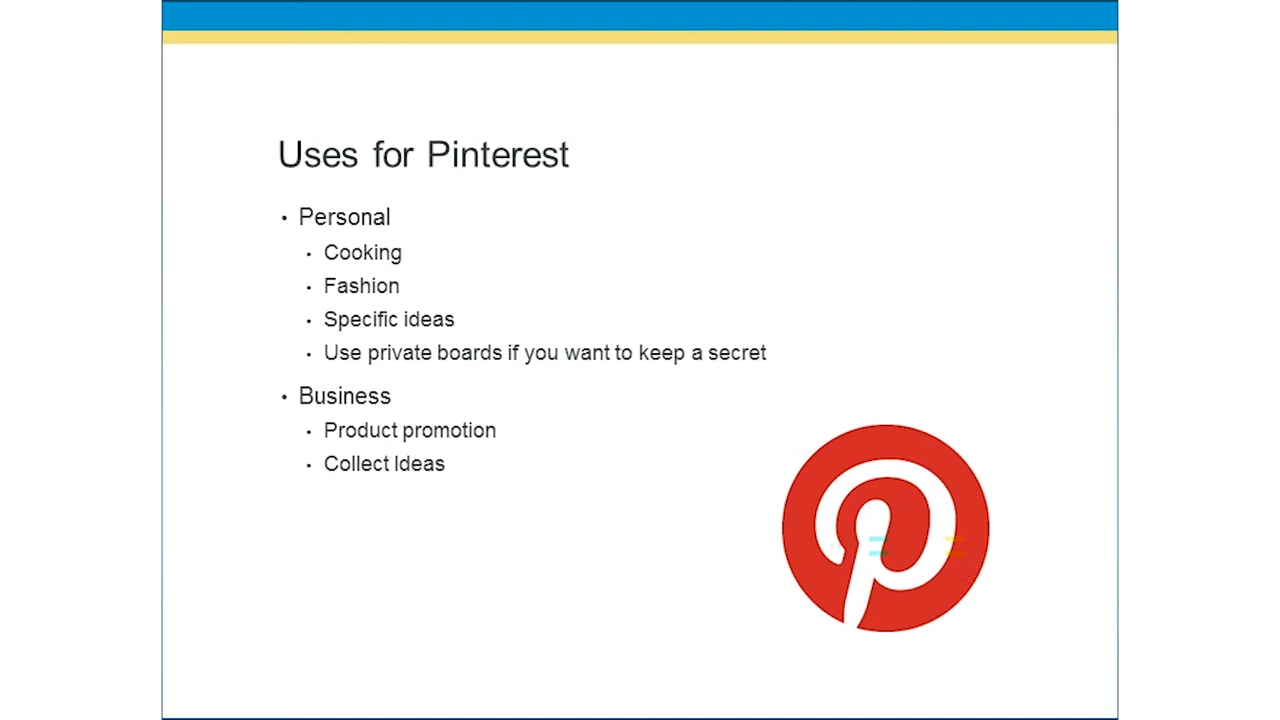 Uses for Pinterest
• Personal
• Cooking
• Fashion
• Specific ideas
• Use private boards if you want to keep a secret
• Business
• Product promotion
• Collect Ideas